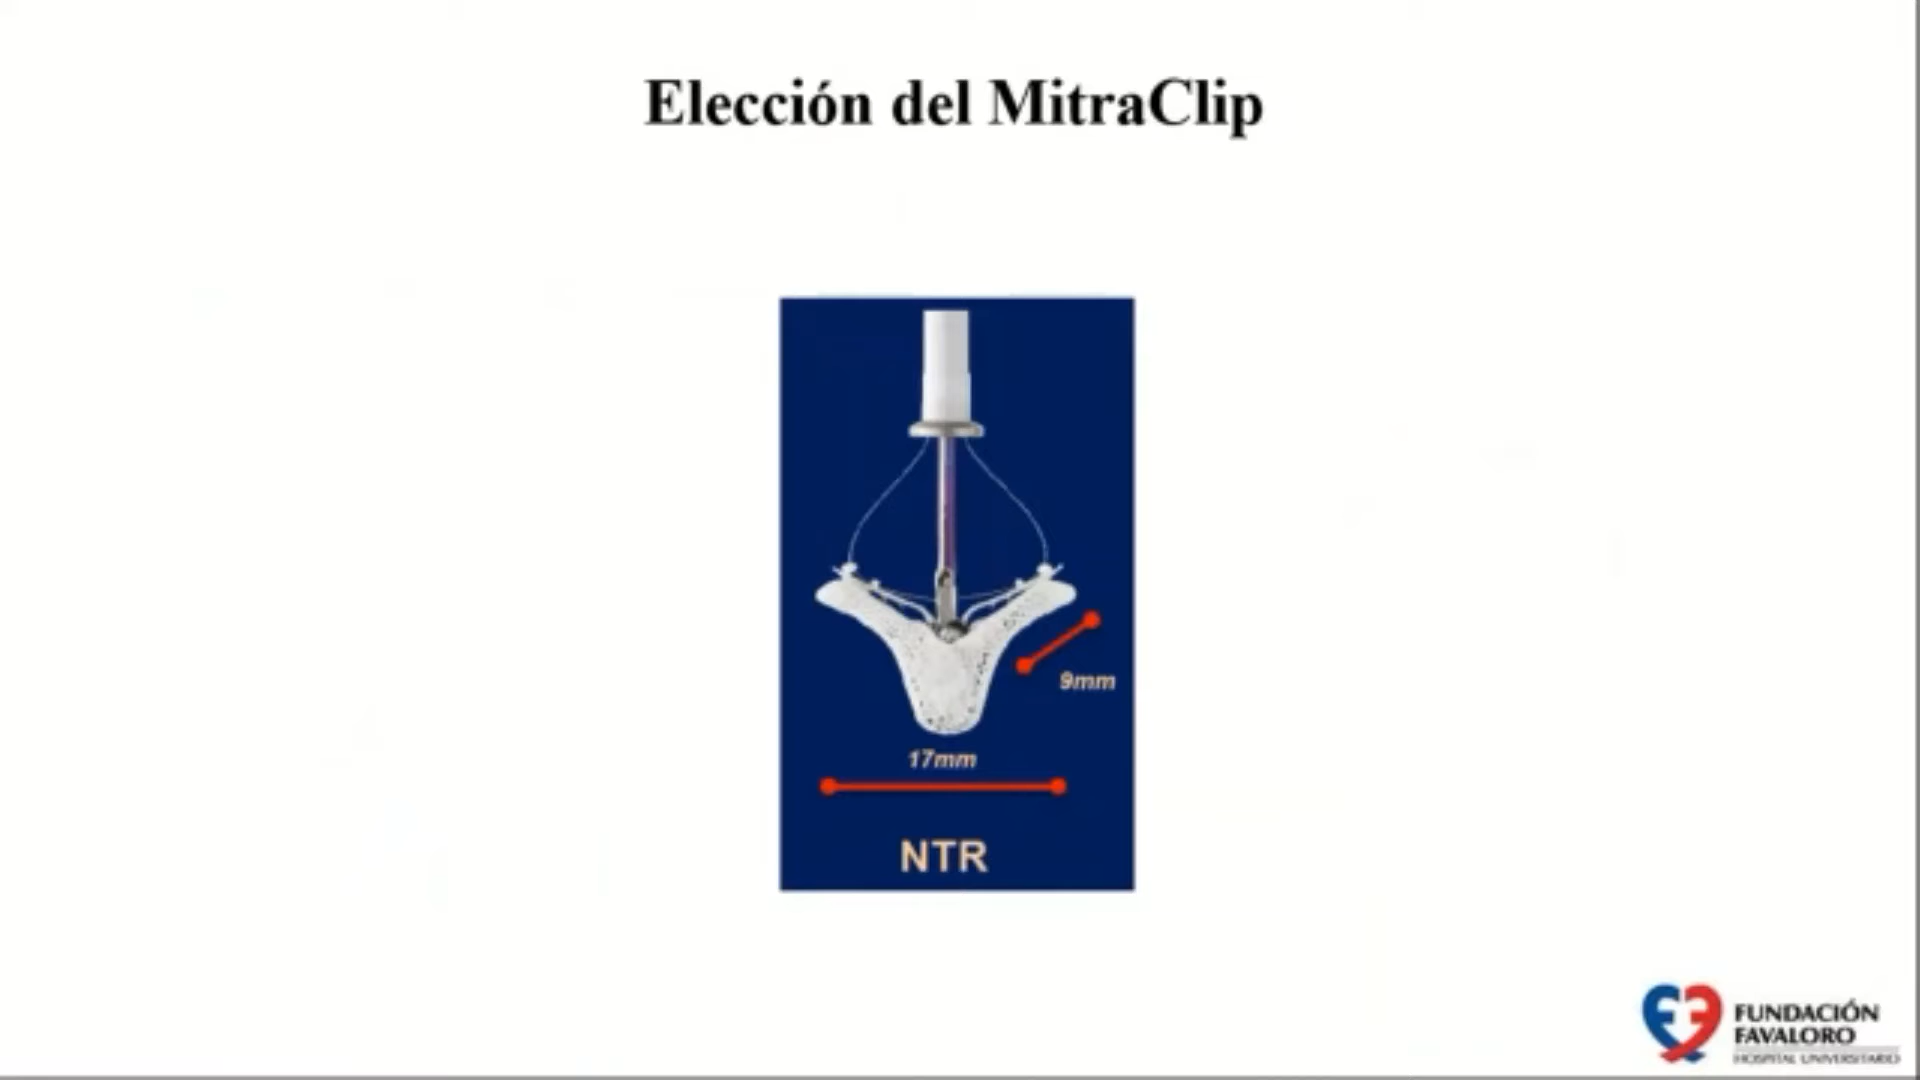 Elección del MitraClip
9mm
17mm
NTR
FUNDACIÓN
FAVALORO
HOSPITAL UNIVERSITARIO